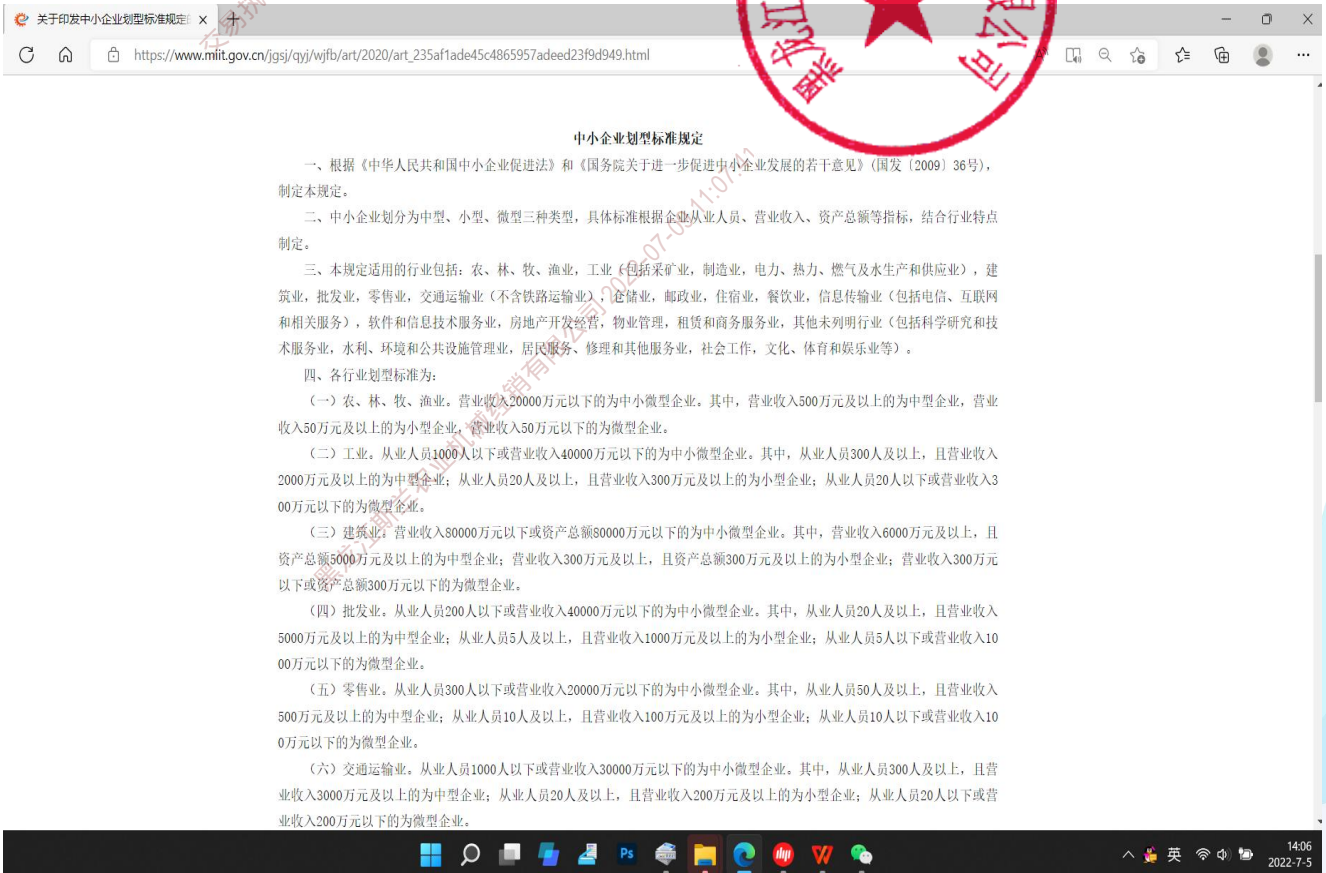 关于印发中小企业划型标准规定
https://www.miit.gov.cn/jgsj/qyj/wjfb/art/2020/art_235af1ade45c4865957adeed23f9d949.html
中小企业划型标准规定
一、根据《中华人民共和国中小企业促进法》和《国务院关于进一步促进中小企业发展的若干意见》(国发〔2009〕36号)，
制定本规定。
二、中小企业划分为中型、小型、微型三种类型，具体标准根据企业从业人员、营业收入、资产总额等指标，结合行业特点
制定。
三、本规定适用的行业包括：农、林、牧、渔业，工业（包括采矿业，制造业，电力、热力、燃气及水生产和供应业），建
筑业，批发业，零售业，交通运输业（不含铁路运输业），仓储业，邮政业，住宿业，餐饮业，信息传输业（包括电信、互联网
和相关服务），软件和信息技术服务业，房地产开发经营，物业管理，租赁和商务服务业，其他未列明行业（包括科学研究和技
术服务业，水利、环境和公共设施管理业，居民服务、修理和其他服务业，社会工作，文化、体育和娱乐业等）。
四、各行业划型标准为：
（一）农、林、牧、渔业。营业收入20000万元以下的为中小微型企业。其中，营业收入500万元及以上的为中型企业，营业
收入50万元及以上的为小型企业，营业收入50万元以下的为微型企业。
（二）工业。从业人员1000人以下或营业收入40000万元以下的为中小微型企业。其中，从业人员300人及以上，且营业收入
2000万元及以上的为中型企业；从业人员20人及以上，且营业收入300万元及以上的为小型企业；从业人员20人以下或营业收入3
00万元以下的为微型企业。
（三）建筑业。营业收入80000万元以下或资产总额80000万元以下的为中小微型企业。其中，营业收入6000万元及以上，且
资产总额5000万元及以上的为中型企业；营业收入300万元及以上，且资产总额300万元及以上的为小型企业；营业收入300万元
以下或资产总额300万元以下的为微型企业。
（四）批发业。从业人员200人以下或营业收入40000万元以下的为中小微型企业。其中，从业人员20人及以上，且营业收入
5000万元及以上的为中型企业；从业人员5人及以上，且营业收入1000万元及以上的为小型企业；从业人员5人以下或营业收入10
00万元以下的为微型企业。
（五）零售业。从业人员300人以下或营业收入20000万元以下的为中小微型企业。其中，从业人员50人及以上，且营业收入
500万元及以上的为中型企业；从业人员10人及以上，且营业收入100万元及以上的为小型企业；从业人员10人以下或营业收入10
0万元以下的为微型企业。
（六）交通运输业。从业人员1000人以下或营业收入30000万元以下的为中小微型企业。其中，从业人员300人及以上，且营
业收入3000万元及以上的为中型企业；从业人员20人及以上，且营业收入200万元及以上的为小型企业；从业人员20人以下或营
业收入200万元以下的为微型企业。
黑龙江斯兰农业机械经销有限公司 2022-07-09 11:07:41
交易执
黑龙江
限公司
Ps
英
14:06
2022-7-5